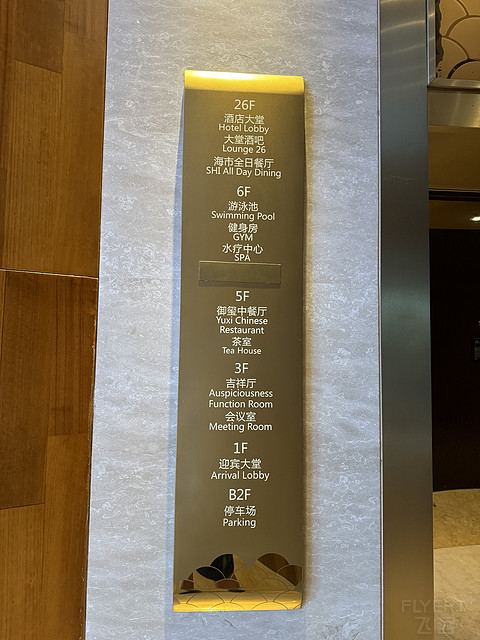 26F
酒店大堂
Hotel Lobby
大堂酒吧
Lounge 26
海市全日餐厅
SHI All Day Dining
6F
游泳池
Swimming Pool
健身房
GYM
水疗中心
SPA
5F
御玺中餐厅
Yuxi Chinese
Restaurant
茶室
Tea House
3F
吉祥厅
Auspiciousness
Function Room
会议室
Meeting Room
1F
迎宾大堂
Arrival Lobby
B2F
停车场
Parking